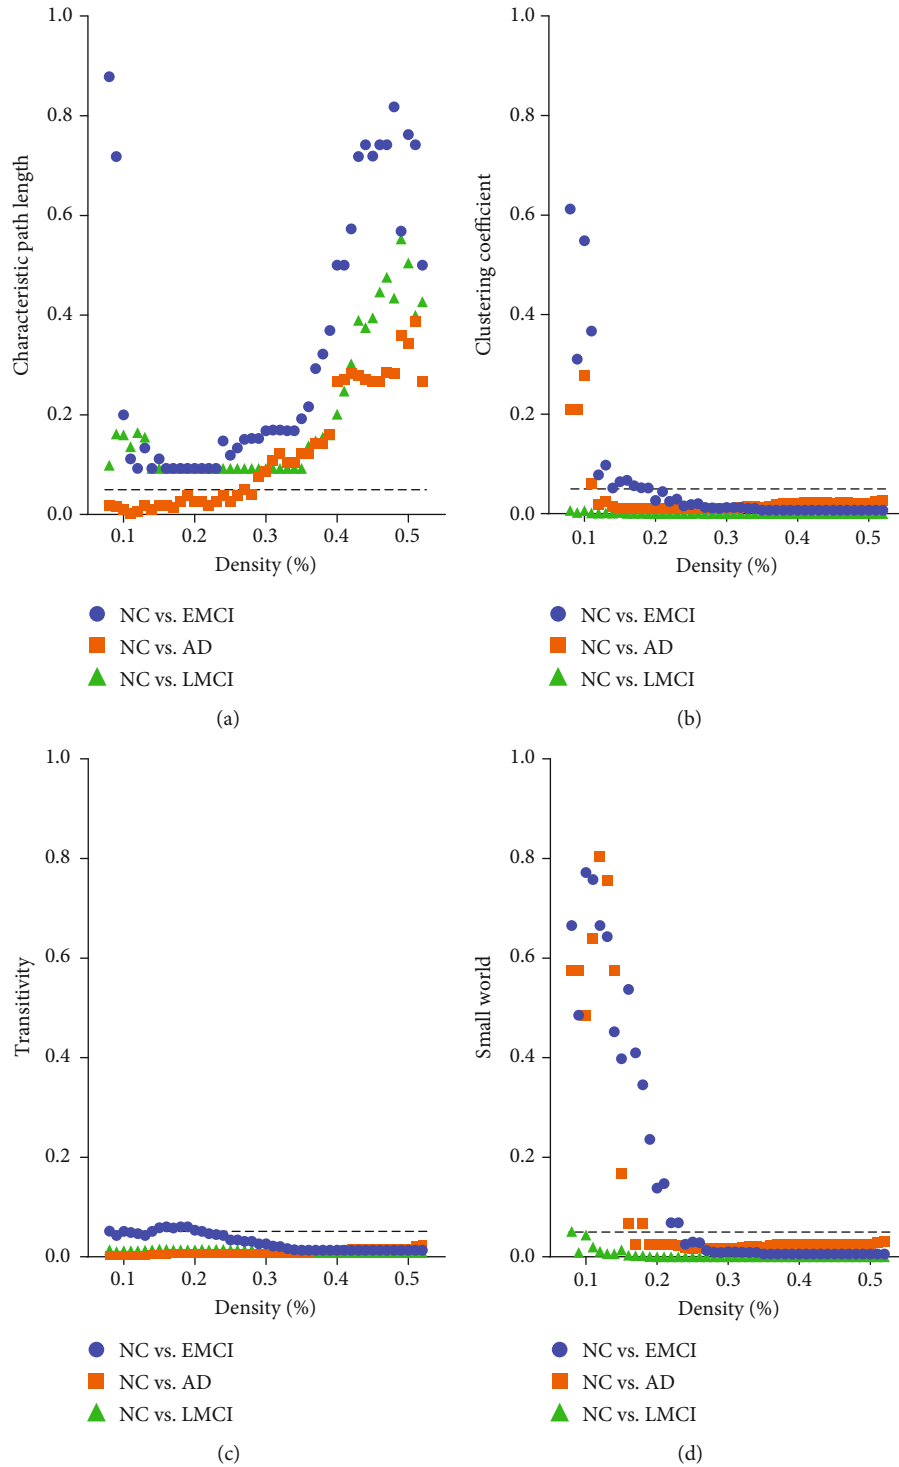 1.0
0.8
0.6
0.4
0.2
0.0
Characteristic path length
0.1 0.2 0.3 0.4 0.5
Density (%)
NC vs. EMCI
NC vs. AD
NC vs. LMCI
(a)
1.0
0.8
0.6
0.4
0.2
0.0
Clustering coefficient
0.1 0.2 0.3 0.4 0.5
Density (%)
NC vs. EMCI
NC vs. AD
NC vs. LMCI
(b)
1.0
0.8
0.6
0.4
0.2
0.0
Transitivity
0.1 0.2 0.3 0.4 0.5
Density (%)
NC vs. EMCI
NC vs. AD
NC vs. LMCI
(c)
1.0
0.8
0.6
0.4
0.2
0.0
Small world
0.1 0.2 0.3 0.4 0.5
Density (%)
NC vs. EMCI
NC vs. AD
NC vs. LMCI
(d)